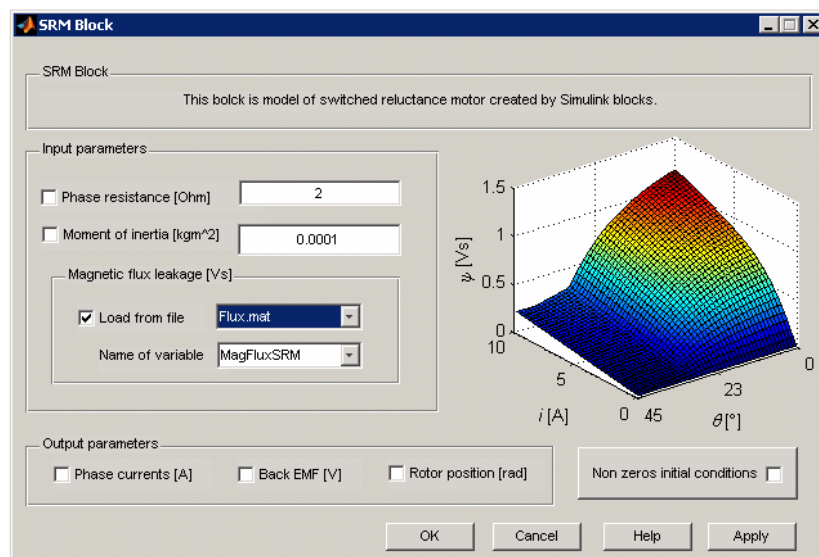 SRM Block
SRM Block
This bolck is model of switched reluctance motor created by Simulink blocks.
Input parameters
Phase resistance [Ohm] 2
Moment of inertia [kgm^2] 0.0001
Magnetic flux leakage [Vs]
Load from file Flux.mat
Name of variable MagFluxSRM
1.5
1
0.5
0
ψ [Vs]
10
5
0
i [A]
45
23
0
θ [°]
Output parameters
Phase currents [A] Back EMF [V] Rotor position [rad]
Non zeros initial conditions
OK Cancel Help Apply